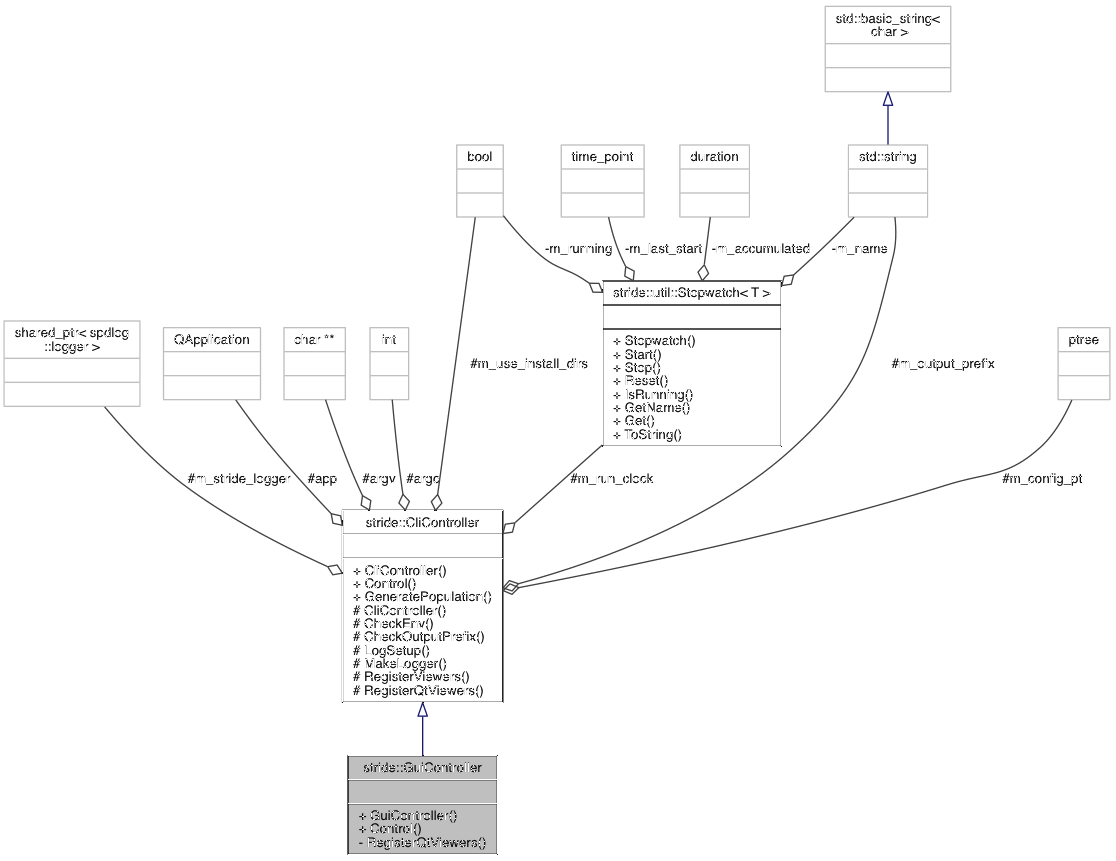 std::basic_string<
char >
bool
time_point
duration
std::string
-m_running
-m_last_start
-m_accumulated
-m_name
stride::util::Stopwatch< T >
+ Stopwatch()
+ Start()
+ Stop()
+ Reset()
+ IsRunning()
+ GetName()
+ Get()
+ ToString()
shared_ptr< spdlog
::logger >
QApplication
char **
int
ptree
#m_use_install_dirs
#m_output_prefix
#m_stride_logger
#app
#argv
#argc
#m_run_clock
#m_config_pt
stride::CliController
+ CliController()
+ Control()
+ GeneratePopulation()
# CliController()
# CheckEnv()
# CheckOutputPrefix()
# LogSetup()
# MakeLogger()
# RegisterViewers()
# RegisterQtViewers()
stride::GuiController
+ GuiController()
+ Control()
- RegisterQtViewers()